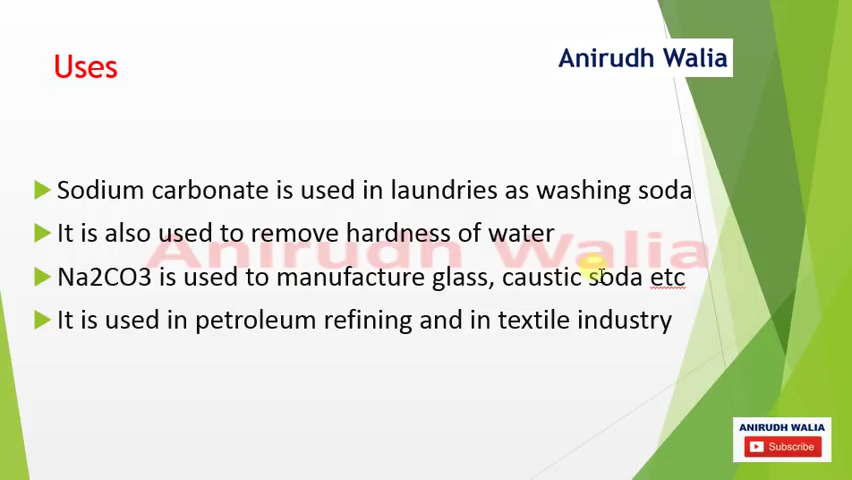 Uses
Anirudh Walia
Sodium carbonate is used in laundries as washing soda
It is also used to remove hardness of water
Anirudh Walia
Na2CO3 is used to manufacture glass, caustic soda etc
It is used in petroleum refining and in textile industry
ANIRUDH WALIA
Subscribe